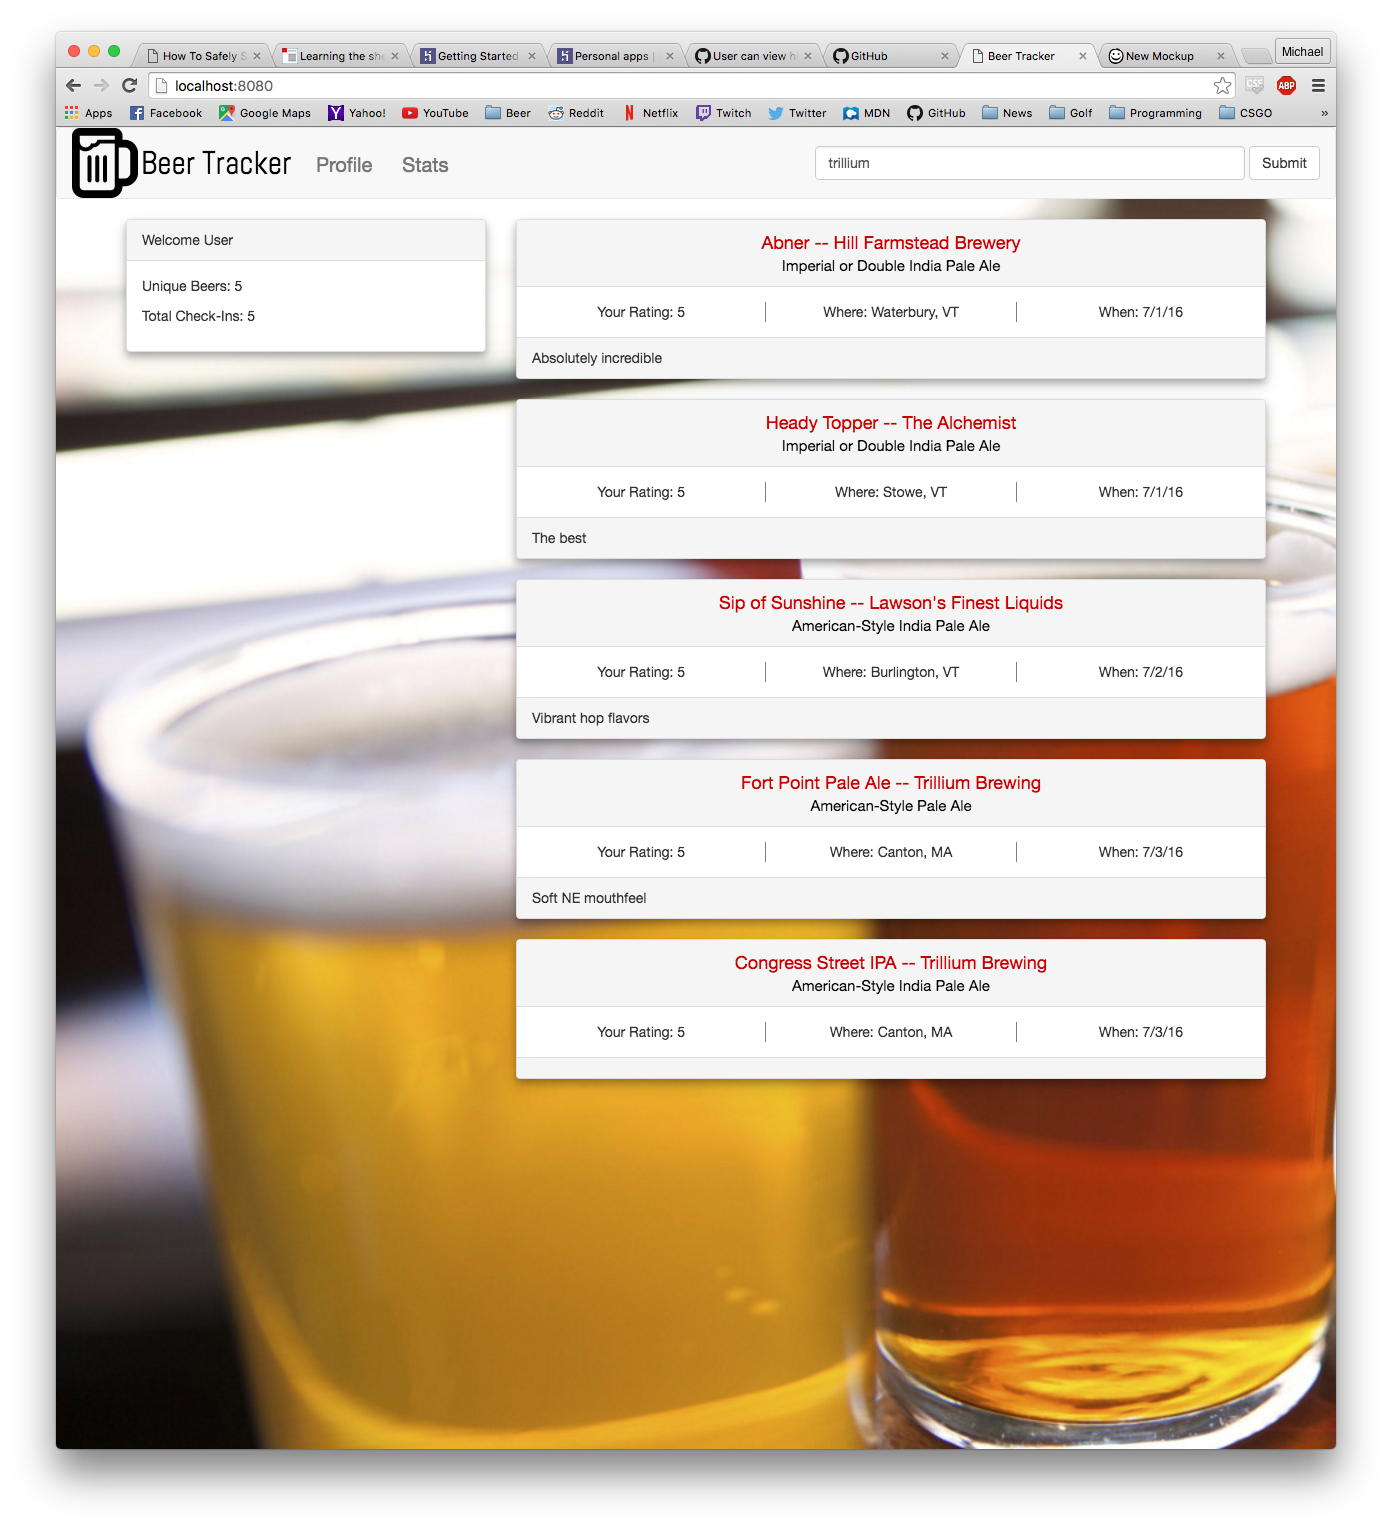 How To Safely S
Learning the she
Getting Started
Personal apps |
User can view h
GitHub
Beer Tracker
New Mockup
Michael
localhost:8080
CSS
ABP
Apps
Facebook
Google Maps
Yahoo!
YouTube
Beer
Reddit
Netflix
Twitch
Twitter
MDN
GitHub
News
Golf
Programming
CSGO
»
Beer Tracker
Profile
Stats
trillium
Submit
Welcome User
Unique Beers: 5
Total Check-Ins: 5
Abner -- Hill Farmstead Brewery
Imperial or Double India Pale Ale
Your Rating: 5
Where: Waterbury, VT
When: 7/1/16
Absolutely incredible
Heady Topper -- The Alchemist
Imperial or Double India Pale Ale
Your Rating: 5
Where: Stowe, VT
When: 7/1/16
The best
Sip of Sunshine -- Lawson's Finest Liquids
American-Style India Pale Ale
Your Rating: 5
Where: Burlington, VT
When: 7/2/16
Vibrant hop flavors
Fort Point Pale Ale -- Trillium Brewing
American-Style Pale Ale
Your Rating: 5
Where: Canton, MA
When: 7/3/16
Soft NE mouthfeel
Congress Street IPA -- Trillium Brewing
American-Style India Pale Ale
Your Rating: 5
Where: Canton, MA
When: 7/3/16